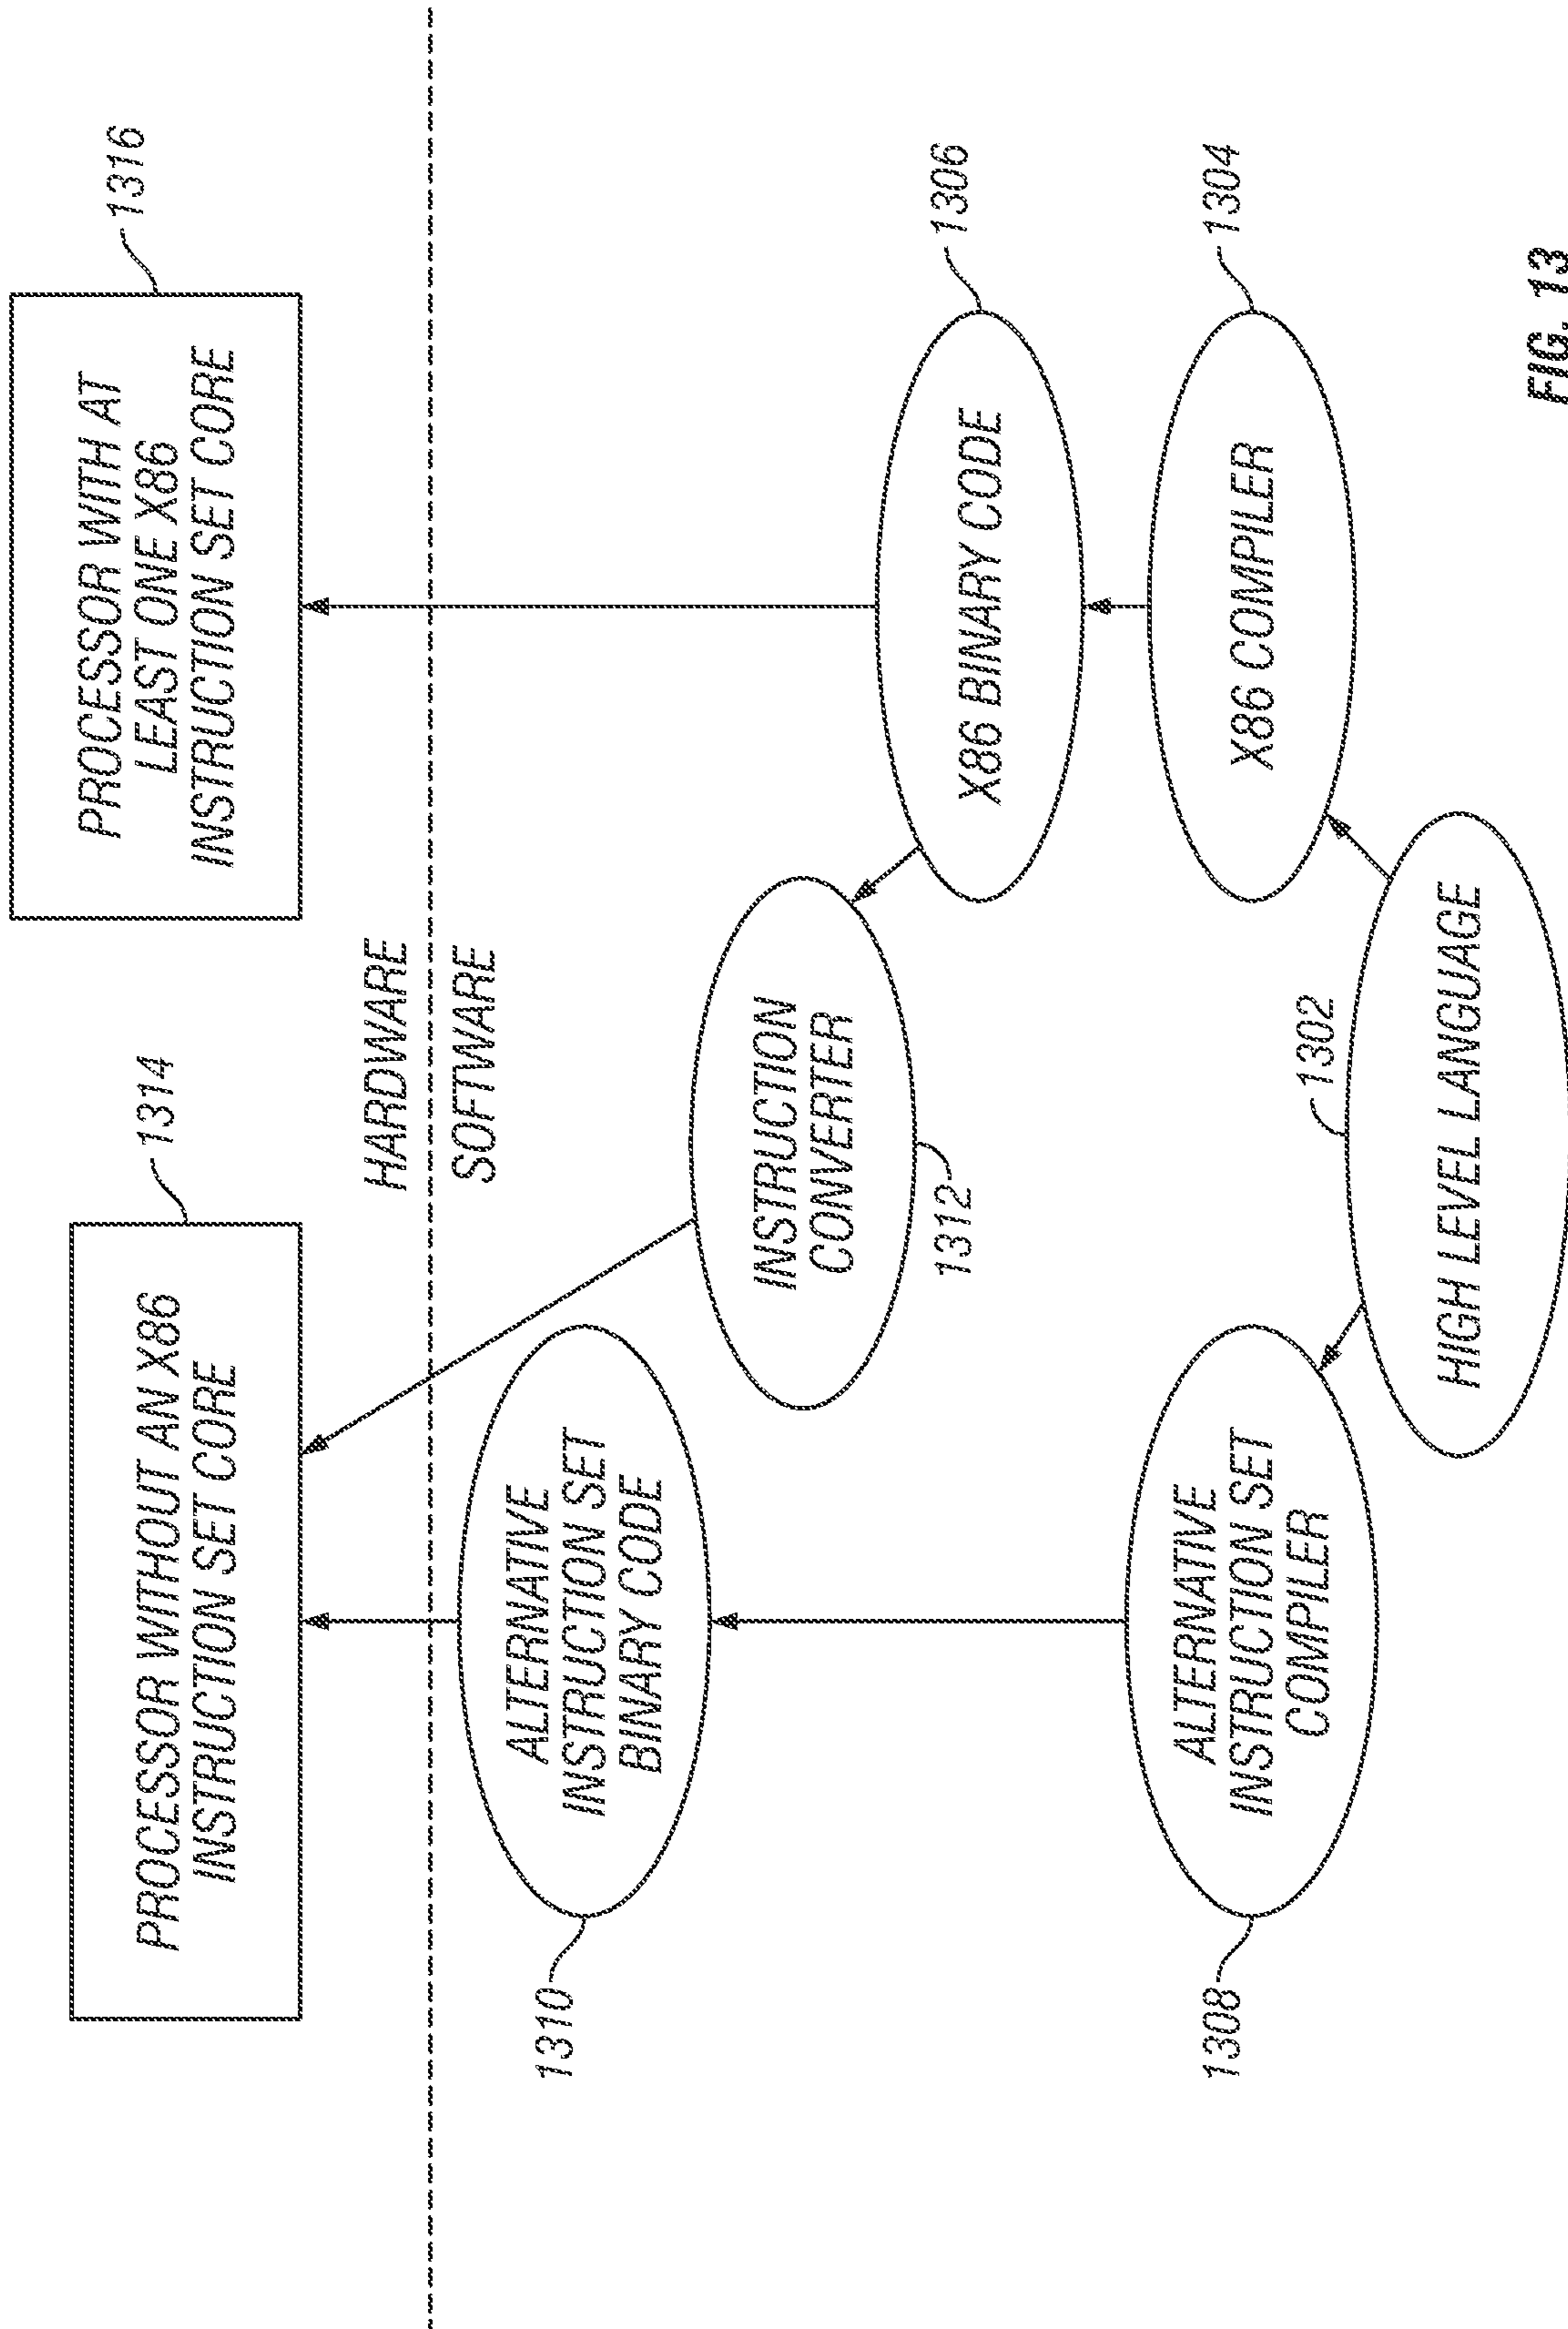 PROCESSOR WITHOUT AN X86
INSTRUCTION SET CORE
1314
PROCESSOR WITH AT
LEAST ONE X86
INSTRUCTION SET CORE
1316
HARDWARE
SOFTWARE
1310
ALTERNATIVE
INSTRUCTION SET
BINARY CODE
INSTRUCTION
CONVERTER
1312
X86 BINARY CODE
1306
1308
ALTERNATIVE
INSTRUCTION SET
COMPILER
X86 COMPILER
1304
1302
HIGH LEVEL LANGUAGE
FIG. 13